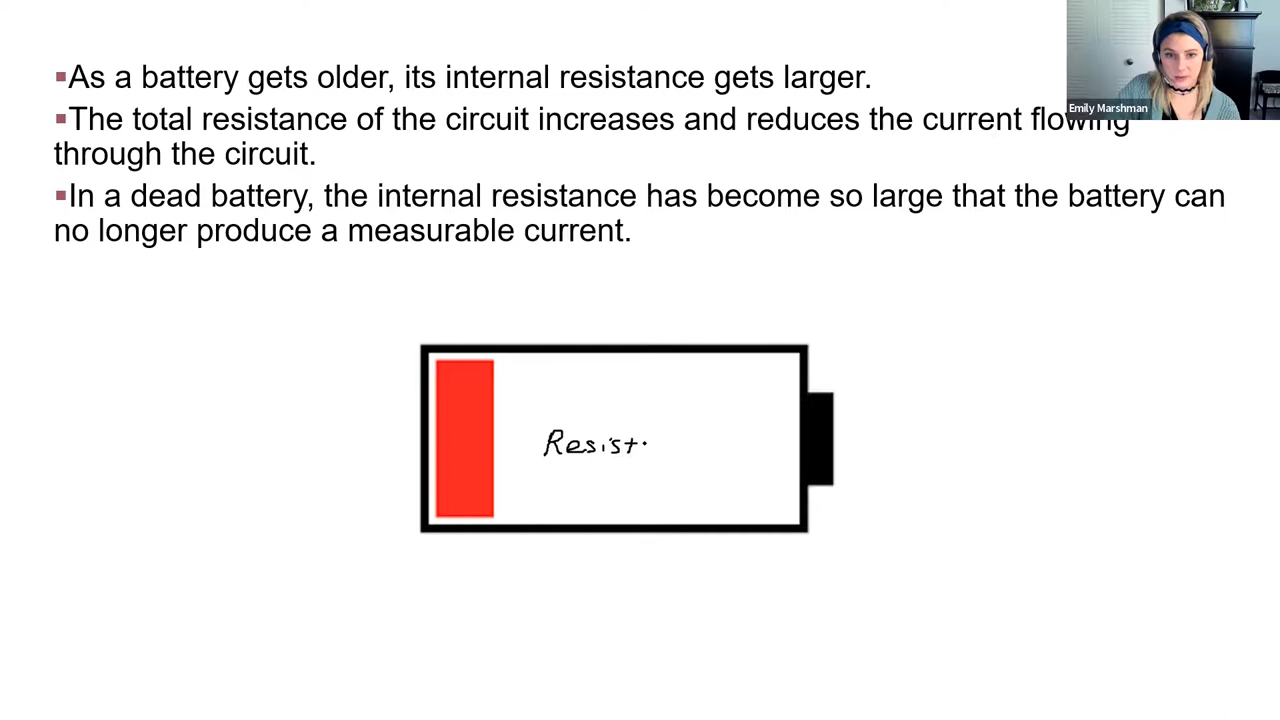 ▪As a battery gets older, its internal resistance gets larger.
▪The total resistance of the circuit increases and reduces the current flowing
through the circuit.
▪In a dead battery, the internal resistance has become so large that the battery can
no longer produce a measurable current.
Emily Marshman
Resist.